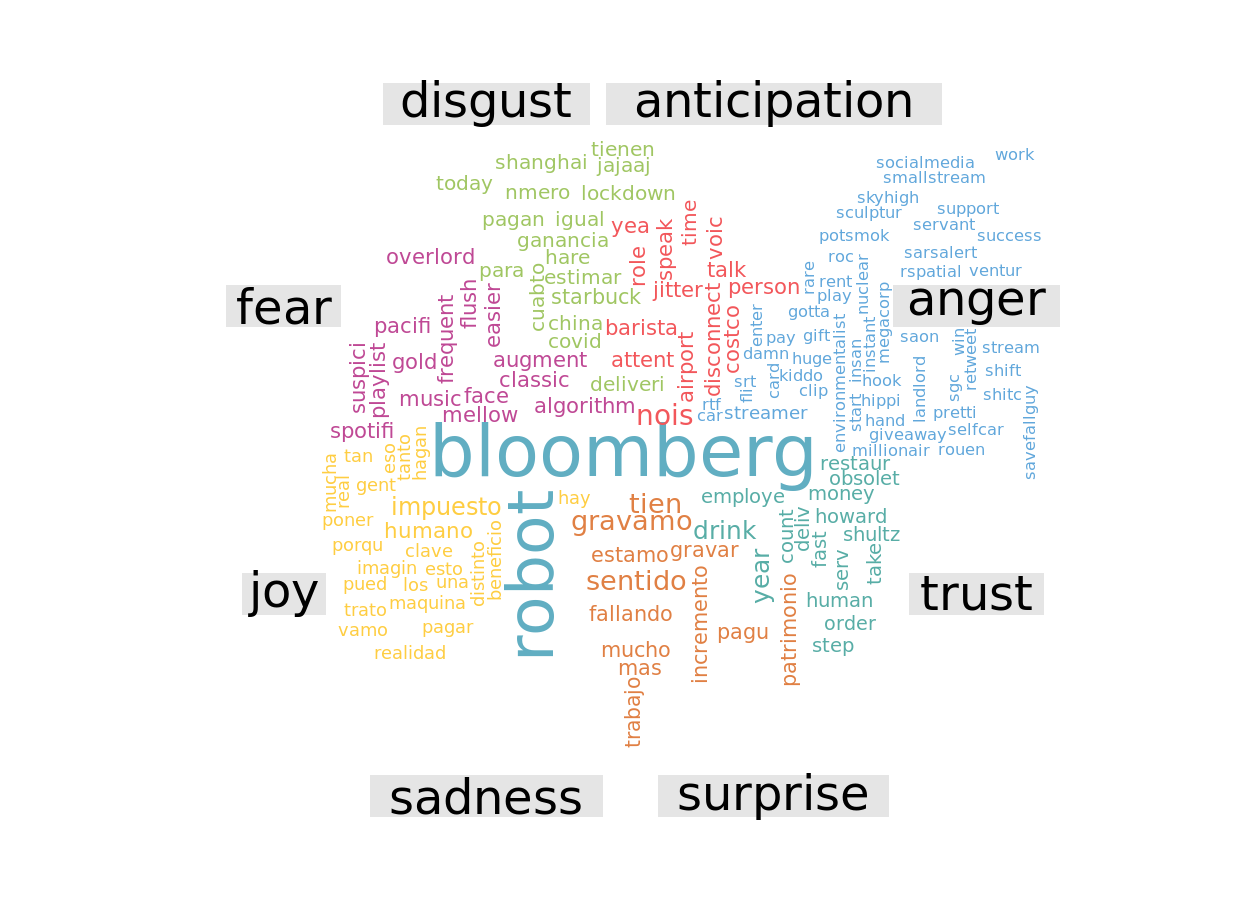 disgust
anticipation
tienen
shanghai
jajaaj
work
socialmedia
smallstream
today
nmero
lockdown
skyhigh
sculptur
support
pagan
igual
yea
time
speak
voic
servant
ganancia
potsmok
success
overlord
hare
role
roc
sarsalert
para
estimar
talk
rare
rent
nuclear
rspatial
ventur
cuabto
starbuck
jitter
person
play
megacorp
fear
flush
easier
frequent
disconnect
costco
enter
gotta
anger
pacifi
china
barista
pay
gift
environmentalist
insan
instant
saon
win
covid
airport
damn
huge
retweet
stream
suspici
playlist
gold
augment
attent
kiddo
card
hook
landlord
shift
classic
deliveri
srt
flirt
clip
start
hippi
sgc
shitc
music
face
algorithm
rtf
mellow
nois
car
streamer
hand
pretti
savefallguy
spotifi
giveaway
selfcar
bloomberg
millionair
rouen
tan
eso
tanto
hagan
restaur
mucha
real
gent
obsolet
hay
tien
employe
money
impuesto
robot
poner
gravamo
count
deliv
howard
humano
drink
fast
shultz
porqu
clave
estamo
gravar
year
serv
take
imagin
esto
distinto
beneficio
pued
los
una
sentido
joy
incremento
patrimonio
trust
trato
maquina
fallando
human
vamo
pagar
pagu
order
realidad
mucho
step
mas
trabajo
sadness
surprise